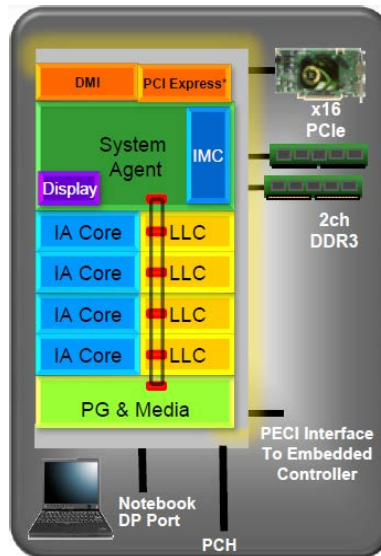 DMI
PCI Express*
x16
PCIe
System
Agent
IMC
Display
2ch
DDR3
IA Core
LLC
IA Core
LLC
IA Core
LLC
IA Core
LLC
PG & Media
PECI Interface
To Embedded
Controller
Notebook
DP Port
PCH